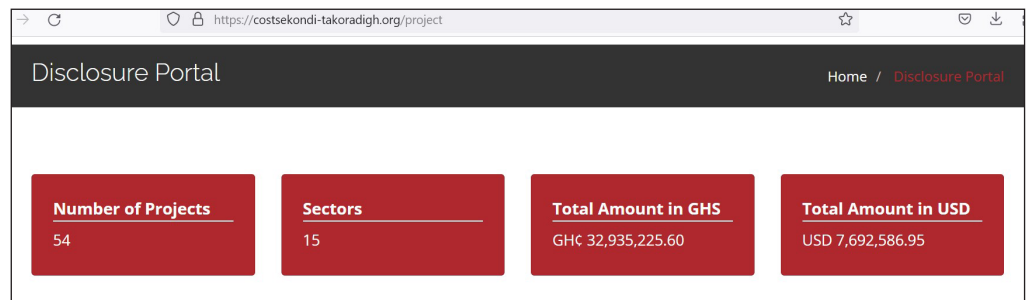 https://costsekondi-takoradigh.org/project
Disclosure Portal
Home / Disclosure Portal
Number of Projects
54
Sectors
15
Total Amount in GHS
GH₵ 32,935,225.60
Total Amount in USD
USD 7,692,586.95